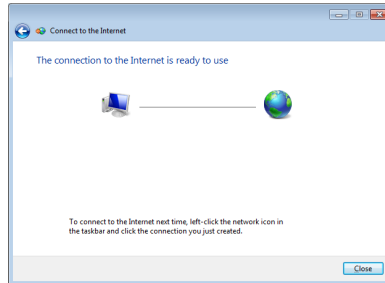 Connect to the Internet
The connection to the Internet is ready to use
To connect to the Internet next time, left-click the network icon in
the taskbar and click the connection you just created.
Close